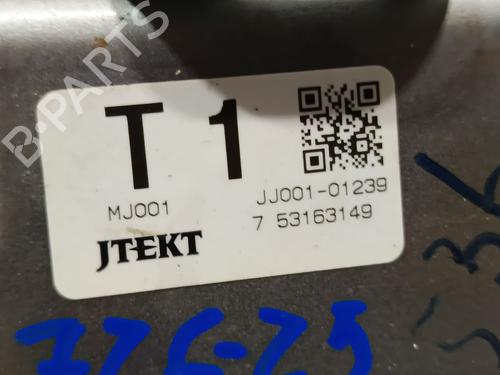 B-PARTS
T 1
MJ001
JJ001-01239
7 53163149
JTEKT